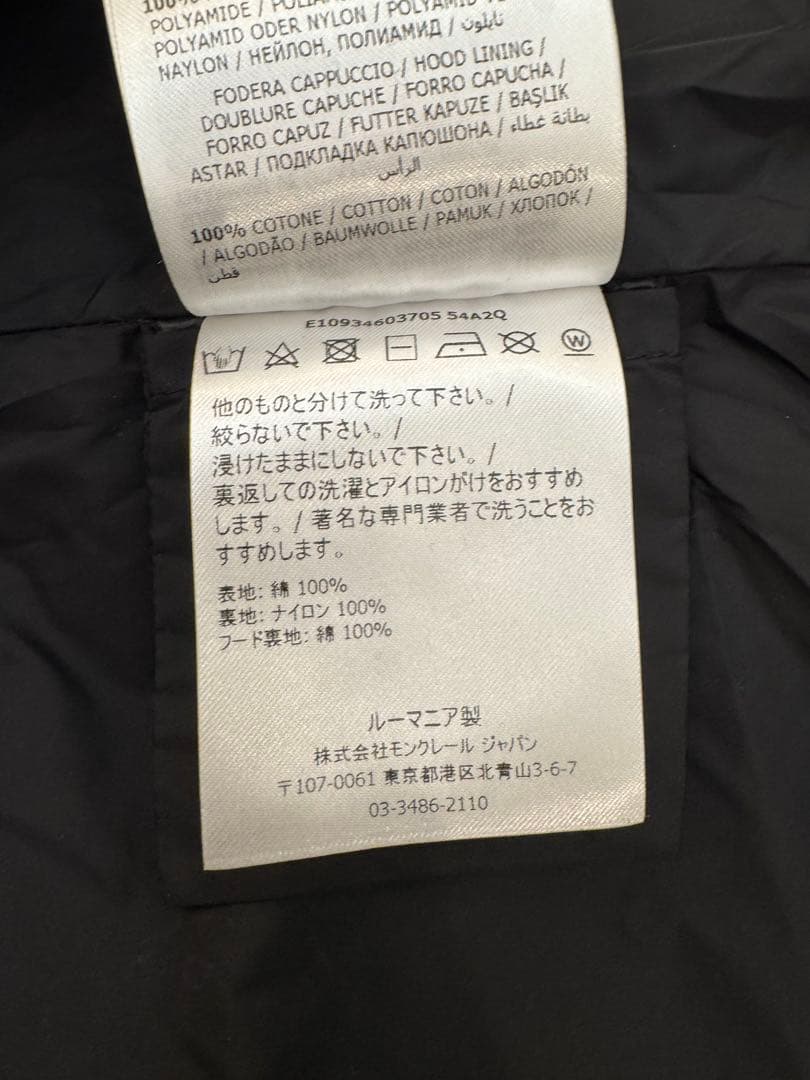 100%
POLYAMIDE /
POLYAMID ODER NYLON / POLYAMID
NAYLON / НЕЙЛОН, ПОЛИАМИД / نايلون
FODERA CAPPUCCIO / HOOD LINING /
DOUBLURE CAPUCHE / FORRO CAPUCHA /
FORRO CAPUZ / FUTTER KAPUZE / BAŞLIK
ASTAR / ПОДКЛАДКА КАПЮШОНА / بطانة غطاء
الرأس
100% COTONE / COTTON / COTON / ALGODÓN
/ ALGODÃO / BAUMWOLLE / PAMUK / ХЛОПОК /
قطن
E10934603705 54A2Q
W
他のものと分けて洗って下さい。/
絞らないで下さい。/
浸けたままにしないで下さい。/
裏返しての洗濯とアイロンがけをおすすめ
します。/ 著名な専門業者で洗うことをお
すすめします。
表地: 綿 100%
裏地: ナイロン 100%
フード裏地: 綿 100%
ルーマニア製
株式会社モンクレール ジャパン
〒107-0061 東京都港区北青山3-6-7
03-3486-2110